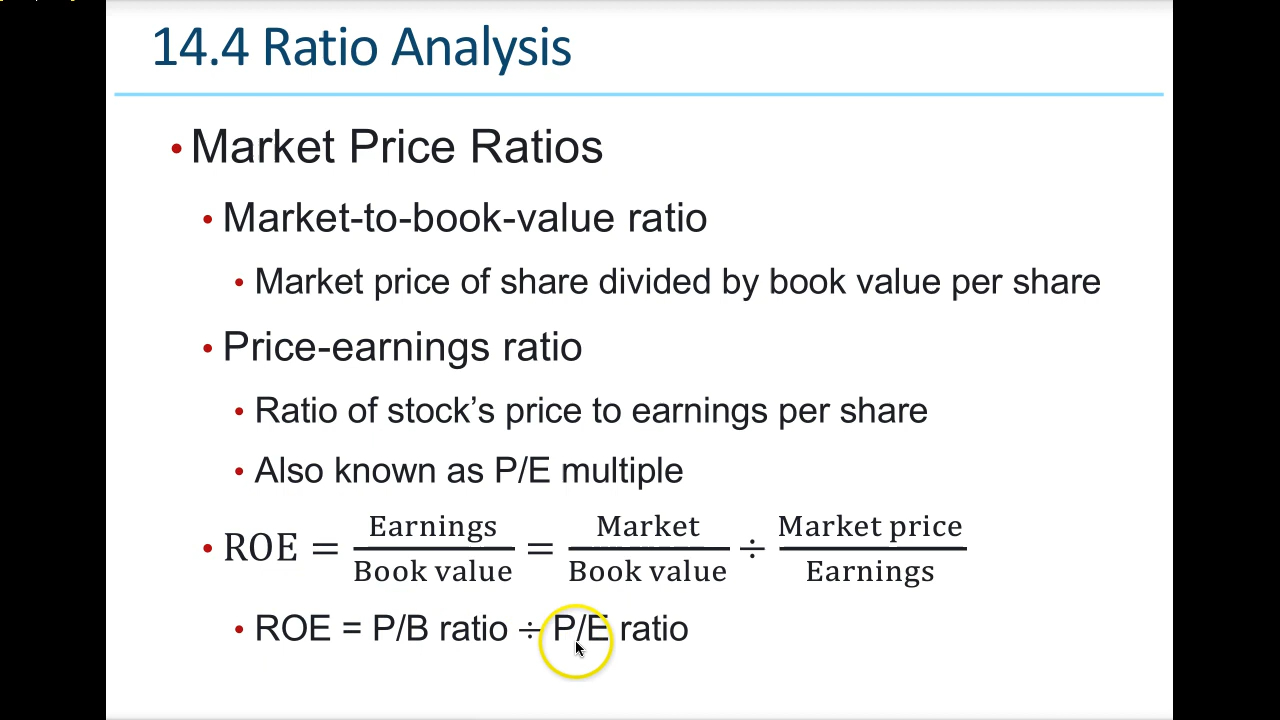 14.4 Ratio Analysis
• Market Price Ratios
• Market-to-book-value ratio
• Market price of share divided by book value per share
• Price-earnings ratio
• Ratio of stock’s price to earnings per share
• Also known as P/E multiple
• ROE = Earnings/Book value = Market/Book value ÷ Market price/Earnings
• ROE = P/B ratio ÷ P/E ratio